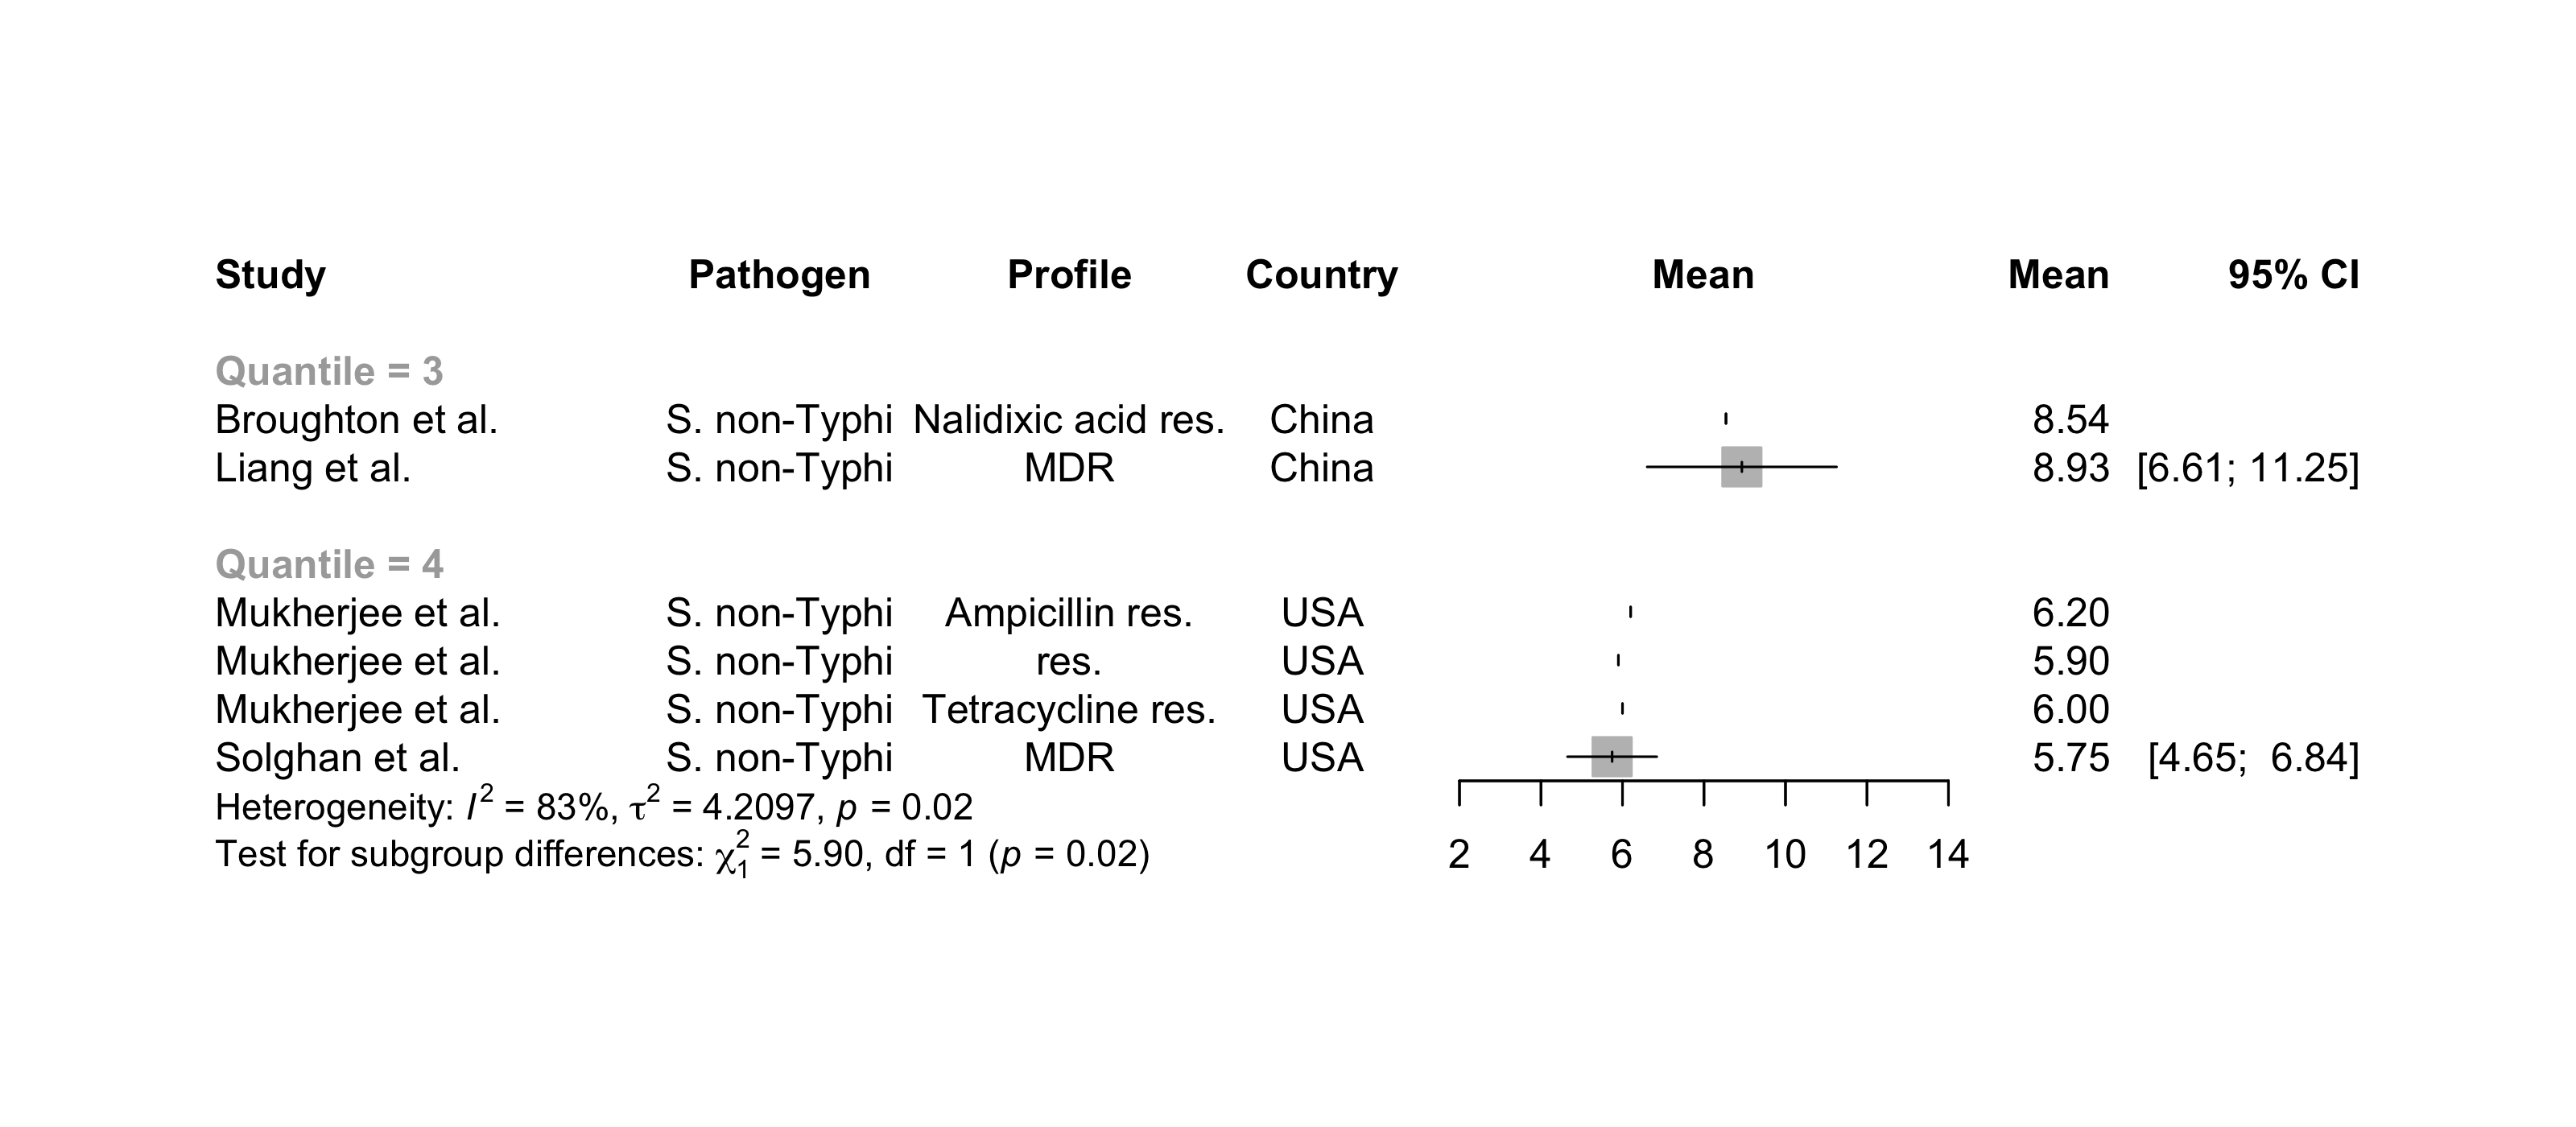 Study Pathogen Profile Country Mean Mean 95% CI
Quantile = 3
Broughton et al. S. non-Typhi Nalidixic acid res. China 8.54
Liang et al. S. non-Typhi MDR China 8.93 [6.61; 11.25]
Quantile = 4
Mukherjee et al. S. non-Typhi Ampicillin res. USA 6.20
Mukherjee et al. S. non-Typhi res. USA 5.90
Mukherjee et al. S. non-Typhi Tetracycline res. USA 6.00
Solghan et al. S. non-Typhi MDR USA 5.75 [4.65; 6.84]
Heterogeneity: I² = 83%, τ² = 4.2097, p = 0.02
Test for subgroup differences: χ²₁ = 5.90, df = 1 (p = 0.02)
2 4 6 8 10 12 14